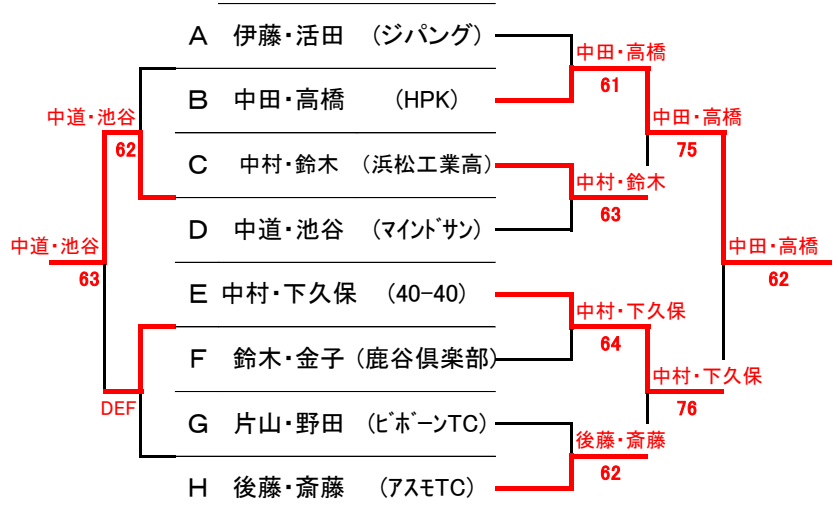 A 伊藤・活田 (ジパング)
中田・高橋
61
B 中田・高橋 (HPK)
中道・池谷
62
中田・高橋
75
C 中村・鈴木 (浜松工業高)
中村・鈴木
63
D 中道・池谷 (マインドサン)
中道・池谷
63
中田・高橋
62
E 中村・下久保 (40-40)
中村・下久保
64
F 鈴木・金子 (鹿谷倶楽部)
DEF
中村・下久保
76
G 片山・野田 (ビボーンTC)
後藤・斎藤
62
H 後藤・斎藤 (アスモTC)